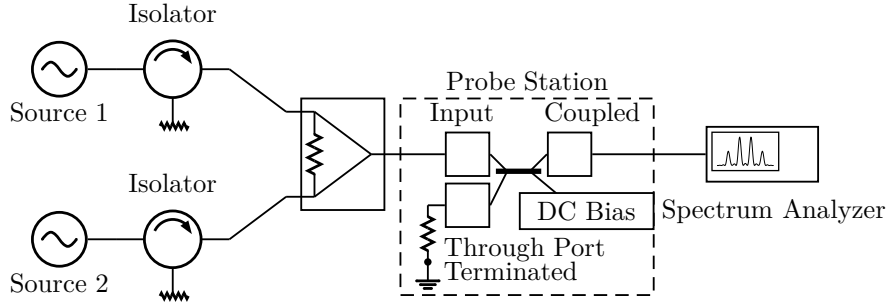 Isolator
Source 1
Probe Station
Input
Coupled
Isolator
DC Bias
Spectrum Analyzer
Through Port
Terminated
Source 2